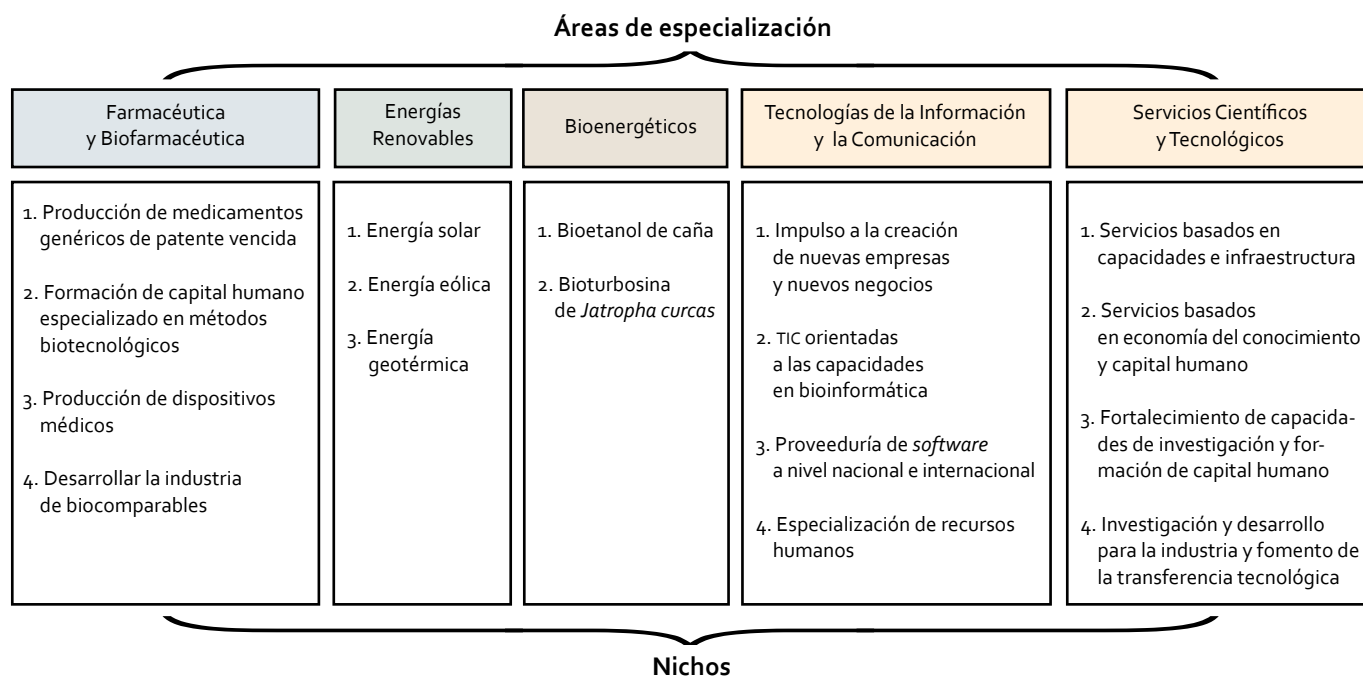 Áreas de especialización
Farmacéutica
y Biofarmacéutica
Energías
Renovables
Bioenergéticos
Tecnologías de la Información
y la Comunicación
Servicios Científicos
y Tecnológicos
1. Producción de medicamentos
genéricos de patente vencida
2. Formación de capital humano
especializado en métodos
biotecnológicos
3. Producción de dispositivos
médicos
4. Desarrollar la industria
de biocomparables
1. Energía solar
2. Energía eólica
3. Energía
geotérmica
1. Bioetanol de caña
2. Bioturbosina
de Jatropha curcas
1. Impulso a la creación
de nuevas empresas
y nuevos negocios
2. TIC orientadas
a las capacidades
en bioinformática
3. Proveeduría de software
a nivel nacional e internacional
4. Especialización de recursos
humanos
1. Servicios basados en
capacidades e infraestructura
2. Servicios basados
en economía del conocimiento
y capital humano
3. Fortalecimiento de capacida-
des de investigación y for-
mación de capital humano
4. Investigación y desarrollo
para la industria y fomento de
la transferencia tecnológica
Nichos